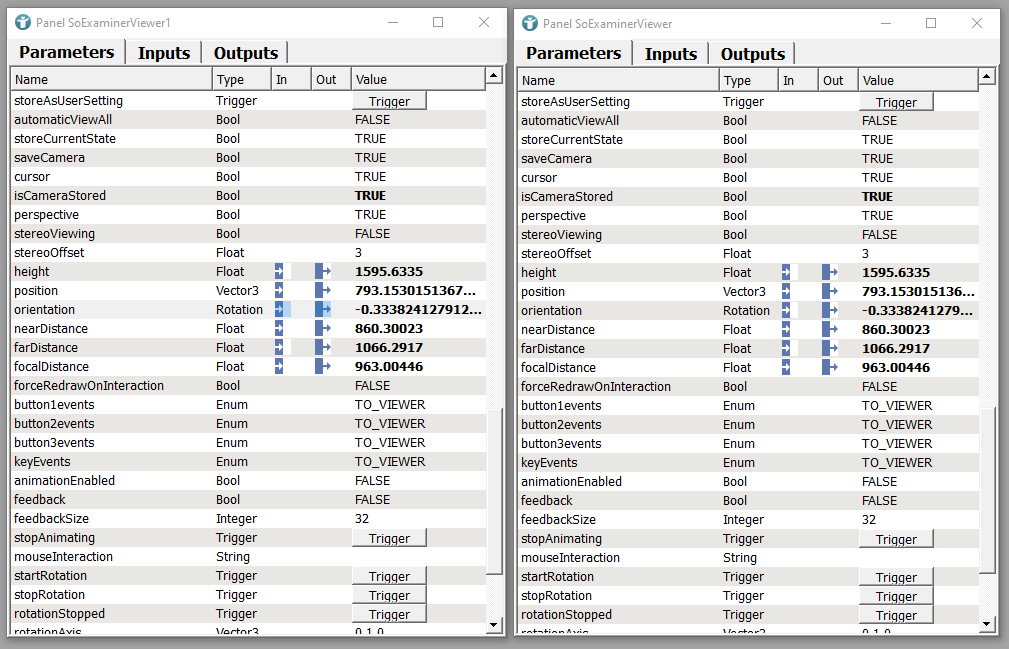 Panel SoExaminerViewer1
Parameters Inputs Outputs
Name Type In Out Value
storeAsUserSetting Trigger Trigger
automaticViewAll Bool FALSE
storeCurrentState Bool TRUE
saveCamera Bool TRUE
cursor Bool TRUE
isCameraStored Bool TRUE
perspective Bool TRUE
stereoViewing Bool FALSE
stereoOffset Float 3
height Float 1595.6335
position Vector3 793.1530151367...
orientation Rotation -0.333824127912...
nearDistance Float 860.30023
farDistance Float 1066.2917
focalDistance Float 963.00446
forceRedrawOnInteraction Bool FALSE
button1events Enum TO_VIEWER
button2events Enum TO_VIEWER
button3events Enum TO_VIEWER
keyEvents Enum TO_VIEWER
animationEnabled Bool FALSE
feedback Bool FALSE
feedbackSize Integer 32
stopAnimating Trigger Trigger
mouseInteraction String
startRotation Trigger Trigger
stopRotation Trigger Trigger
rotationStopped Trigger Trigger
rotationAxis Vector3 0 1 0
Panel SoExaminerViewer
Parameters Inputs Outputs
Name Type In Out Value
storeAsUserSetting Trigger Trigger
automaticViewAll Bool FALSE
storeCurrentState Bool TRUE
saveCamera Bool TRUE
cursor Bool TRUE
isCameraStored Bool TRUE
perspective Bool TRUE
stereoViewing Bool FALSE
stereoOffset Float 3
height Float 1595.6335
position Vector3 793.153015136...
orientation Rotation -0.3338241279...
nearDistance Float 860.30023
farDistance Float 1066.2917
focalDistance Float 963.00446
forceRedrawOnInteraction Bool FALSE
button1events Enum TO_VIEWER
button2events Enum TO_VIEWER
button3events Enum TO_VIEWER
keyEvents Enum TO_VIEWER
animationEnabled Bool FALSE
feedback Bool FALSE
feedbackSize Integer 32
stopAnimating Trigger Trigger
mouseInteraction String
startRotation Trigger Trigger
stopRotation Trigger Trigger
rotationStopped Trigger Trigger
rotationAxis Vector3 0 1 0